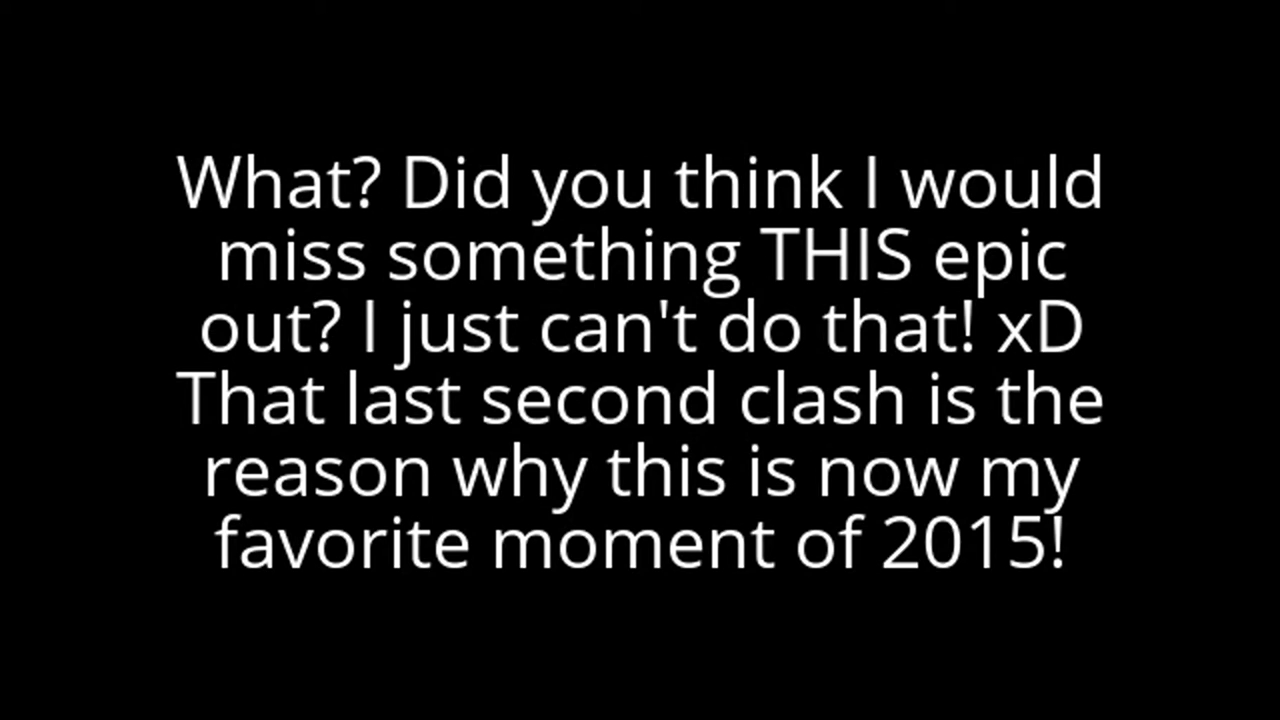 What? Did you think I would
miss something THIS epic
out? I just can't do that! xD
That last second clash is the
reason why this is now my
favorite moment of 2015!